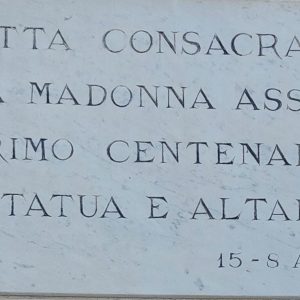 TTA CONSACRA
A MADONNA ASS
RIMO CENTENA
TATUA E ALTA
15-8 A